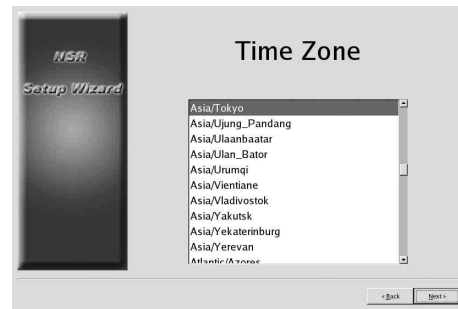 NSR
Setup Wizard
Time Zone
Asia/Tokyo
Asia/Ujung_Pandang
Asia/Ulaanbaatar
Asia/Ulan_Bator
Asia/Urumqi
Asia/Vientiane
Asia/Vladivostok
Asia/Yakutsk
Asia/Yekaterinburg
Asia/Yerevan
Atlantic/Azores
< Back
Next >